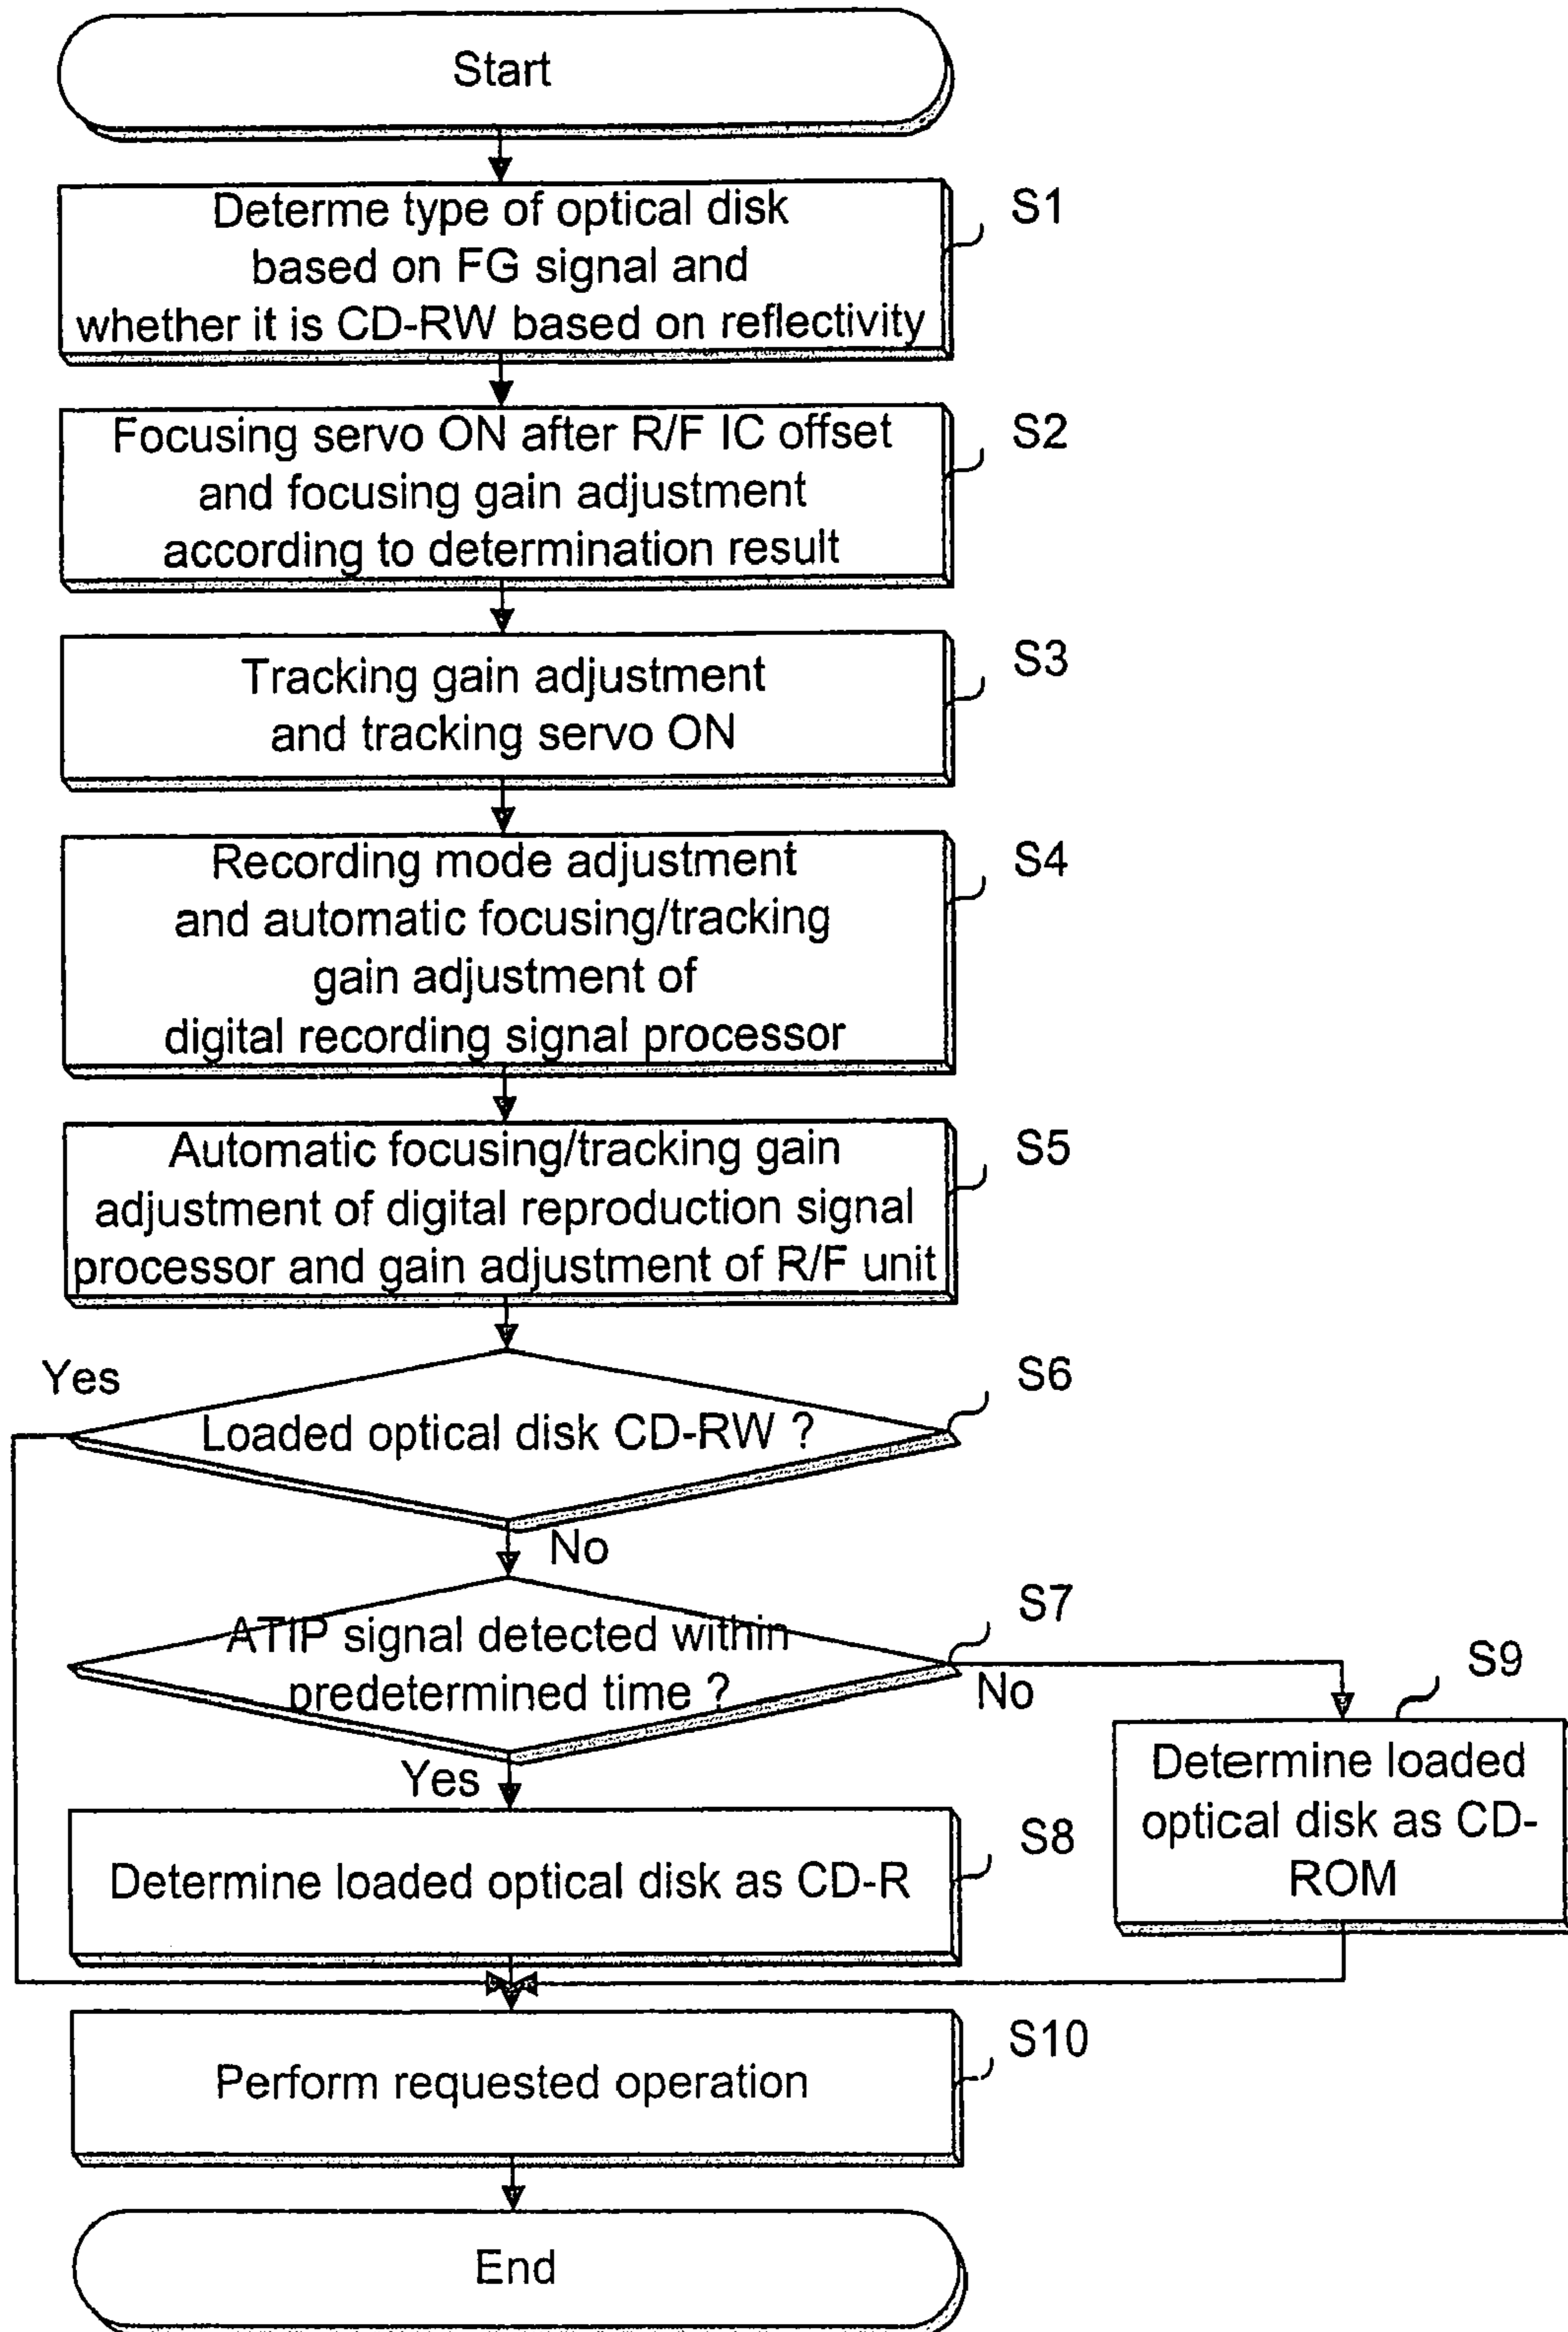 Start
Determe type of optical disk
based on FG signal and
whether it is CD-RW based on reflectivity
S1
Focusing servo ON after R/F IC offset
and focusing gain adjustment
according to determination result
S2
Tracking gain adjustment
and tracking servo ON
S3
Recording mode adjustment
and automatic focusing/tracking
gain adjustment of
digital recording signal processor
S4
Automatic focusing/tracking gain
adjustment of digital reproduction signal
processor and gain adjustment of R/F unit
S5
Yes
Loaded optical disk CD-RW ?
S6
No
ATIP signal detected within
predetermined time ?
S7
No
Yes
S9
Determine loaded
optical disk as CD-
ROM
Determine loaded optical disk as CD-R
S8
Perform requested operation
S10
End